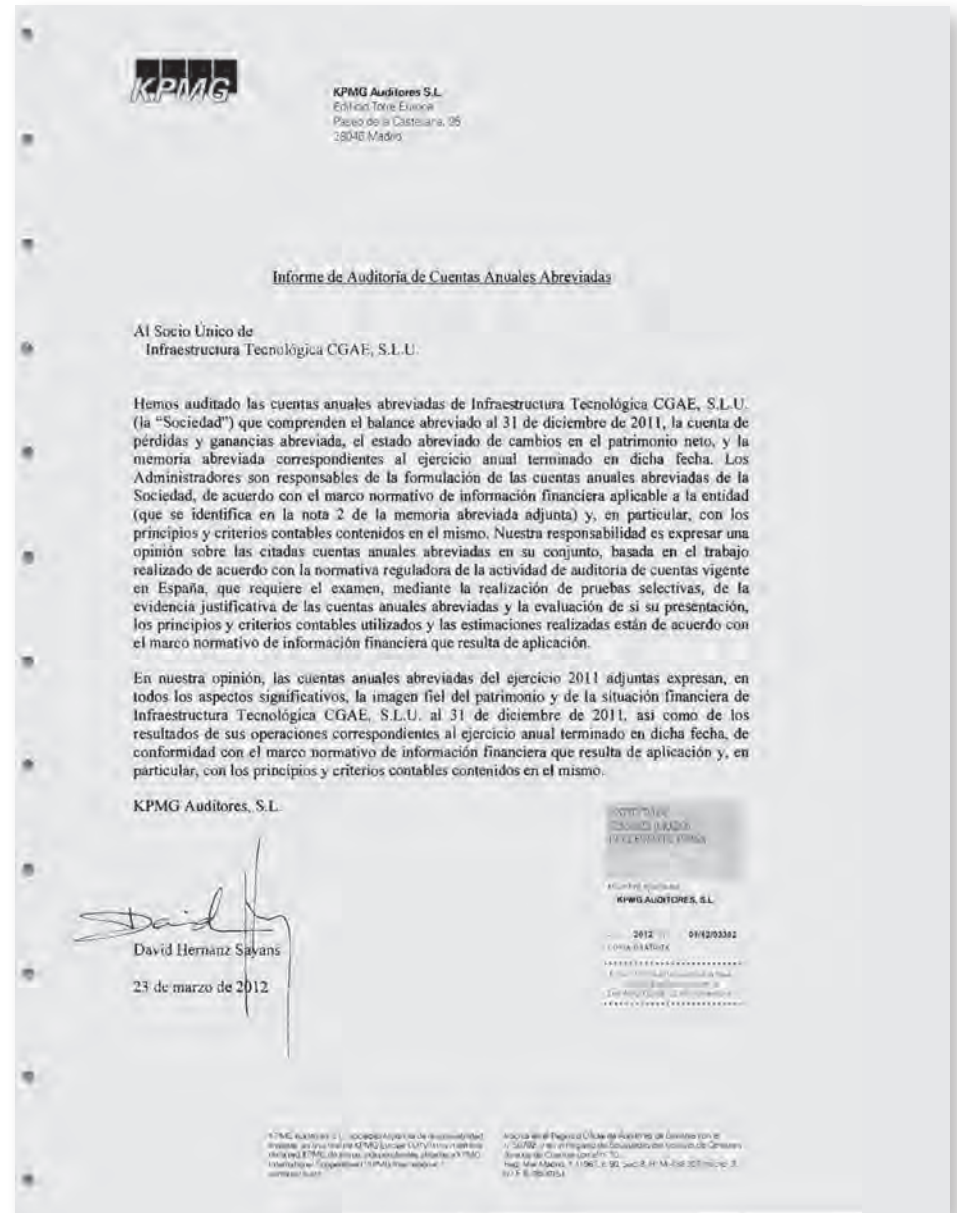 KPMG
KPMG Auditores S.L.
Edificio Torre Europa
Paseo de la Castellana, 95
28046 Madrid
Informe de Auditoría de Cuentas Anuales Abreviadas
Al Socio Único de
Infraestructura Tecnológica CGAE, S.L.U.
Hemos auditado las cuentas anuales abreviadas de Infraestructura Tecnológica CGAE, S.L.U.
(la “Sociedad”) que comprenden el balance abreviado al 31 de diciembre de 2011, la cuenta de
pérdidas y ganancias abreviada, el estado abreviado de cambios en el patrimonio neto, y la
memoria abreviada correspondientes al ejercicio anual terminado en dicha fecha. Los
Administradores son responsables de la formulación de las cuentas anuales abreviadas de la
Sociedad, de acuerdo con el marco normativo de información financiera aplicable a la entidad
(que se identifica en la nota 2 de la memoria abreviada adjunta) y, en particular, con los
principios y criterios contables contenidos en el mismo. Nuestra responsabilidad es expresar una
opinión sobre las citadas cuentas anuales abreviadas en su conjunto, basada en el trabajo
realizado de acuerdo con la normativa reguladora de la actividad de auditoría de cuentas vigente
en España, que requiere el examen, mediante la realización de pruebas selectivas, de la
evidencia justificativa de las cuentas anuales abreviadas y la evaluación de si su presentación,
los principios y criterios contables utilizados y las estimaciones realizadas están de acuerdo con
el marco normativo de información financiera que resulta de aplicación.
En nuestra opinión, las cuentas anuales abreviadas del ejercicio 2011 adjuntas expresan, en
todos los aspectos significativos, la imagen fiel del patrimonio y de la situación financiera de
Infraestructura Tecnológica CGAE, S.L.U. al 31 de diciembre de 2011, así como de los
resultados de sus operaciones correspondientes al ejercicio anual terminado en dicha fecha, de
conformidad con el marco normativo de información financiera que resulta de aplicación y, en
particular, con los principios y criterios contables contenidos en el mismo.
KPMG Auditores, S.L.
David
David Hernanz Sayans
23 de marzo de 2012
KPMG AUDITORES, S.L.
2012
COPIA GRATUITA